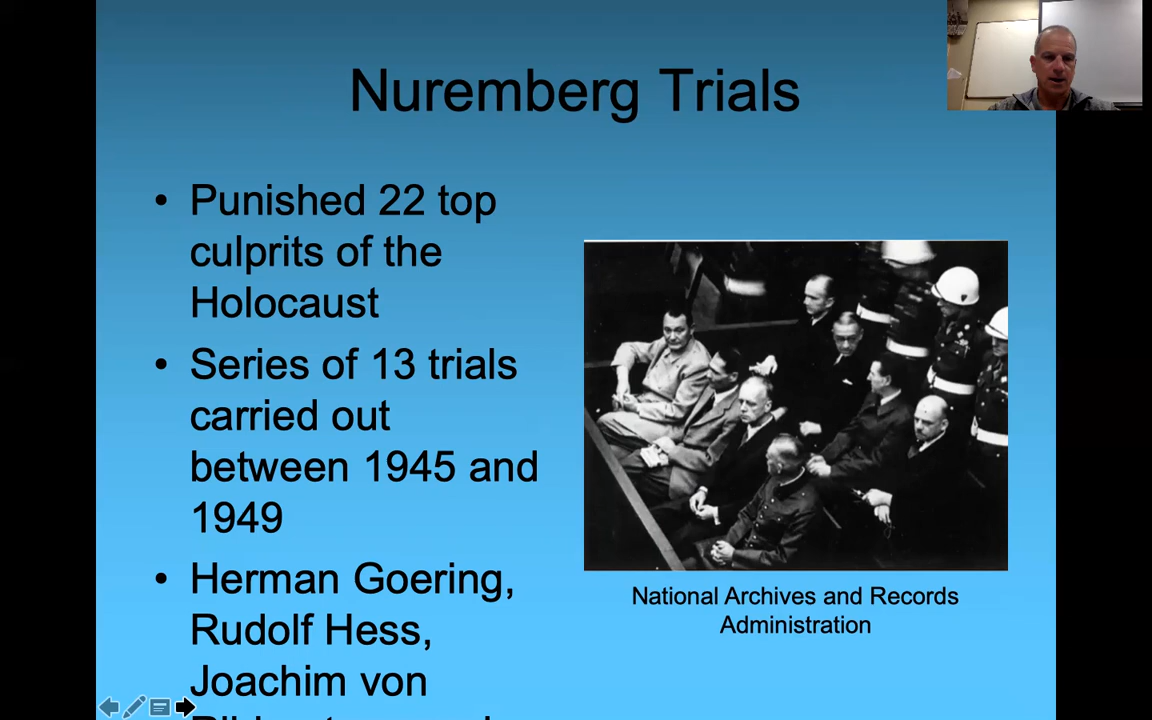 Nuremberg Trials
• Punished 22 top
culprits of the
Holocaust
• Series of 13 trials
carried out
between 1945 and
1949
• Herman Goering,
Rudolf Hess,
Joachim von
National Archives and Records
Administration